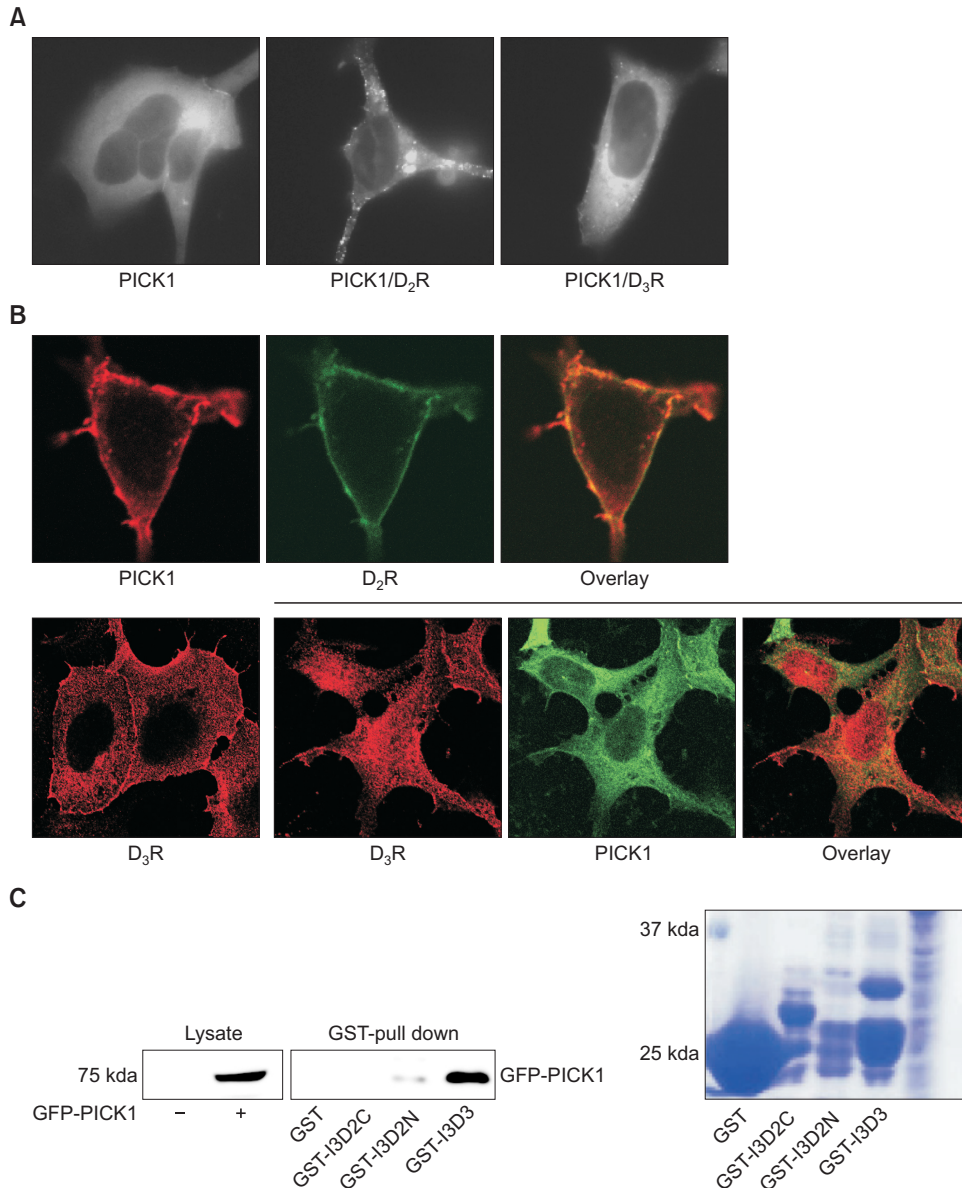 A
PICK1 PICK1/D₂R PICK1/D₃R
B
PICK1 D₂R Overlay
D₃R D₃R PICK1 Overlay
C
Lysate GST-pull down
75 kda GFP-PICK1
GFP-PICK1 – +
GST GST-I3D2C GST-I3D2N GST-I3D3
37 kda
25 kda
GST GST-I3D2C GST-I3D2N GST-I3D3